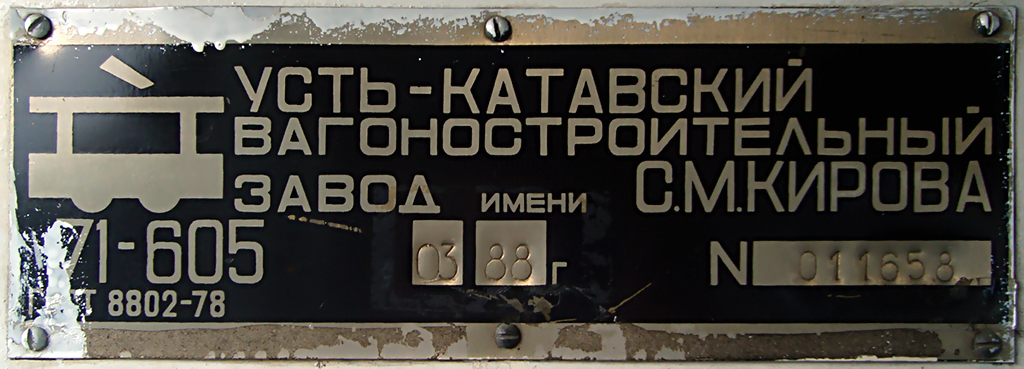 УСТЬ-КАТАВСКИЙ
ВАГОНОСТРОИТЕЛЬНЫЙ
ЗАВОД ИМЕНИ С.М.КИРОВА
71-605 03 88 г N 011658
8802-78